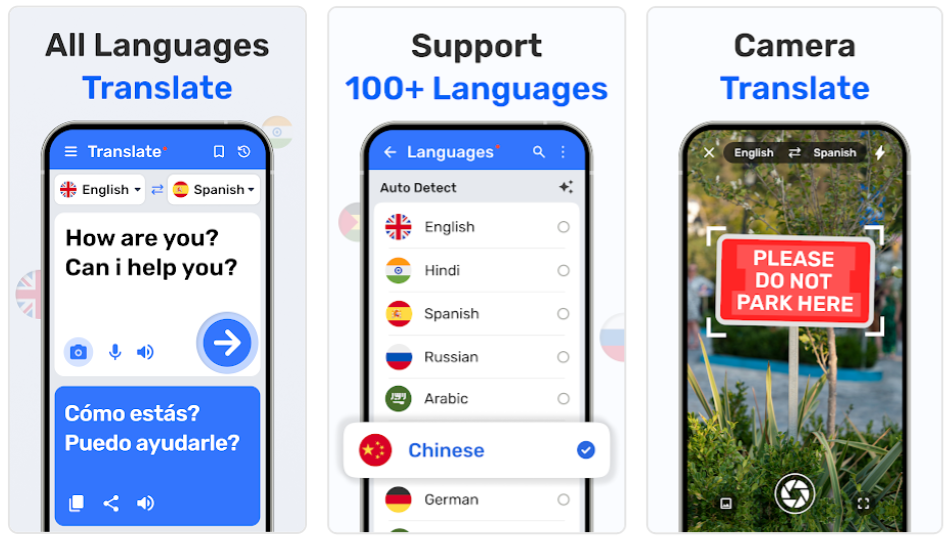 All Languages
Translate
Translate
English
Spanish
How are you?
Can i help you?
Cómo estás?
Puedo ayudarle?
Support
100+ Languages
Languages
Auto Detect
English
Hindi
Spanish
Russian
Arabic
Chinese
German
Camera
Translate
English
Spanish
PLEASE
DO NOT
PARK HERE